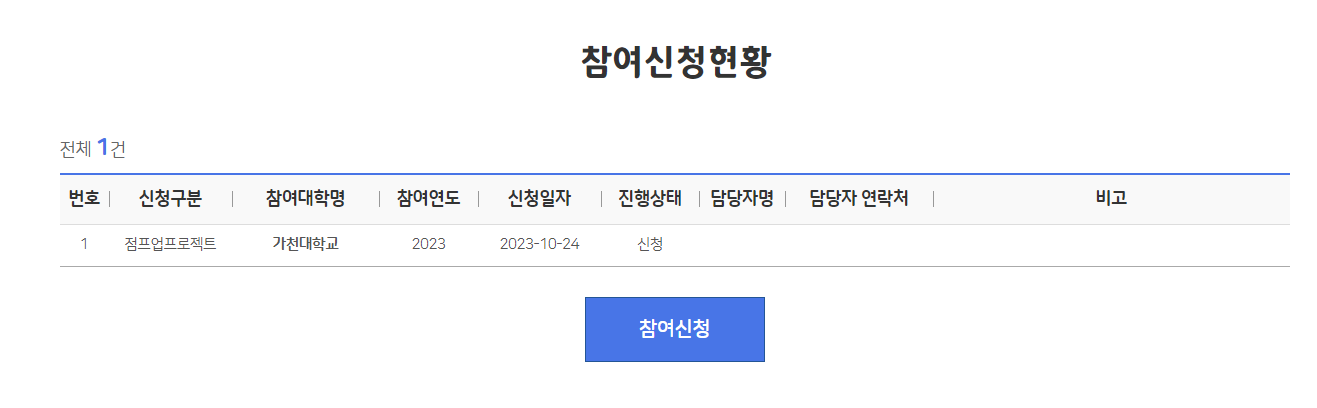 참여신청현황
전체 1건
번호 신청구분 참여대학명 참여연도 신청일자 진행상태 담당자명 담당자 연락처 비고
1 점프업프로젝트 가천대학교 2023 2023-10-24 신청
참여신청